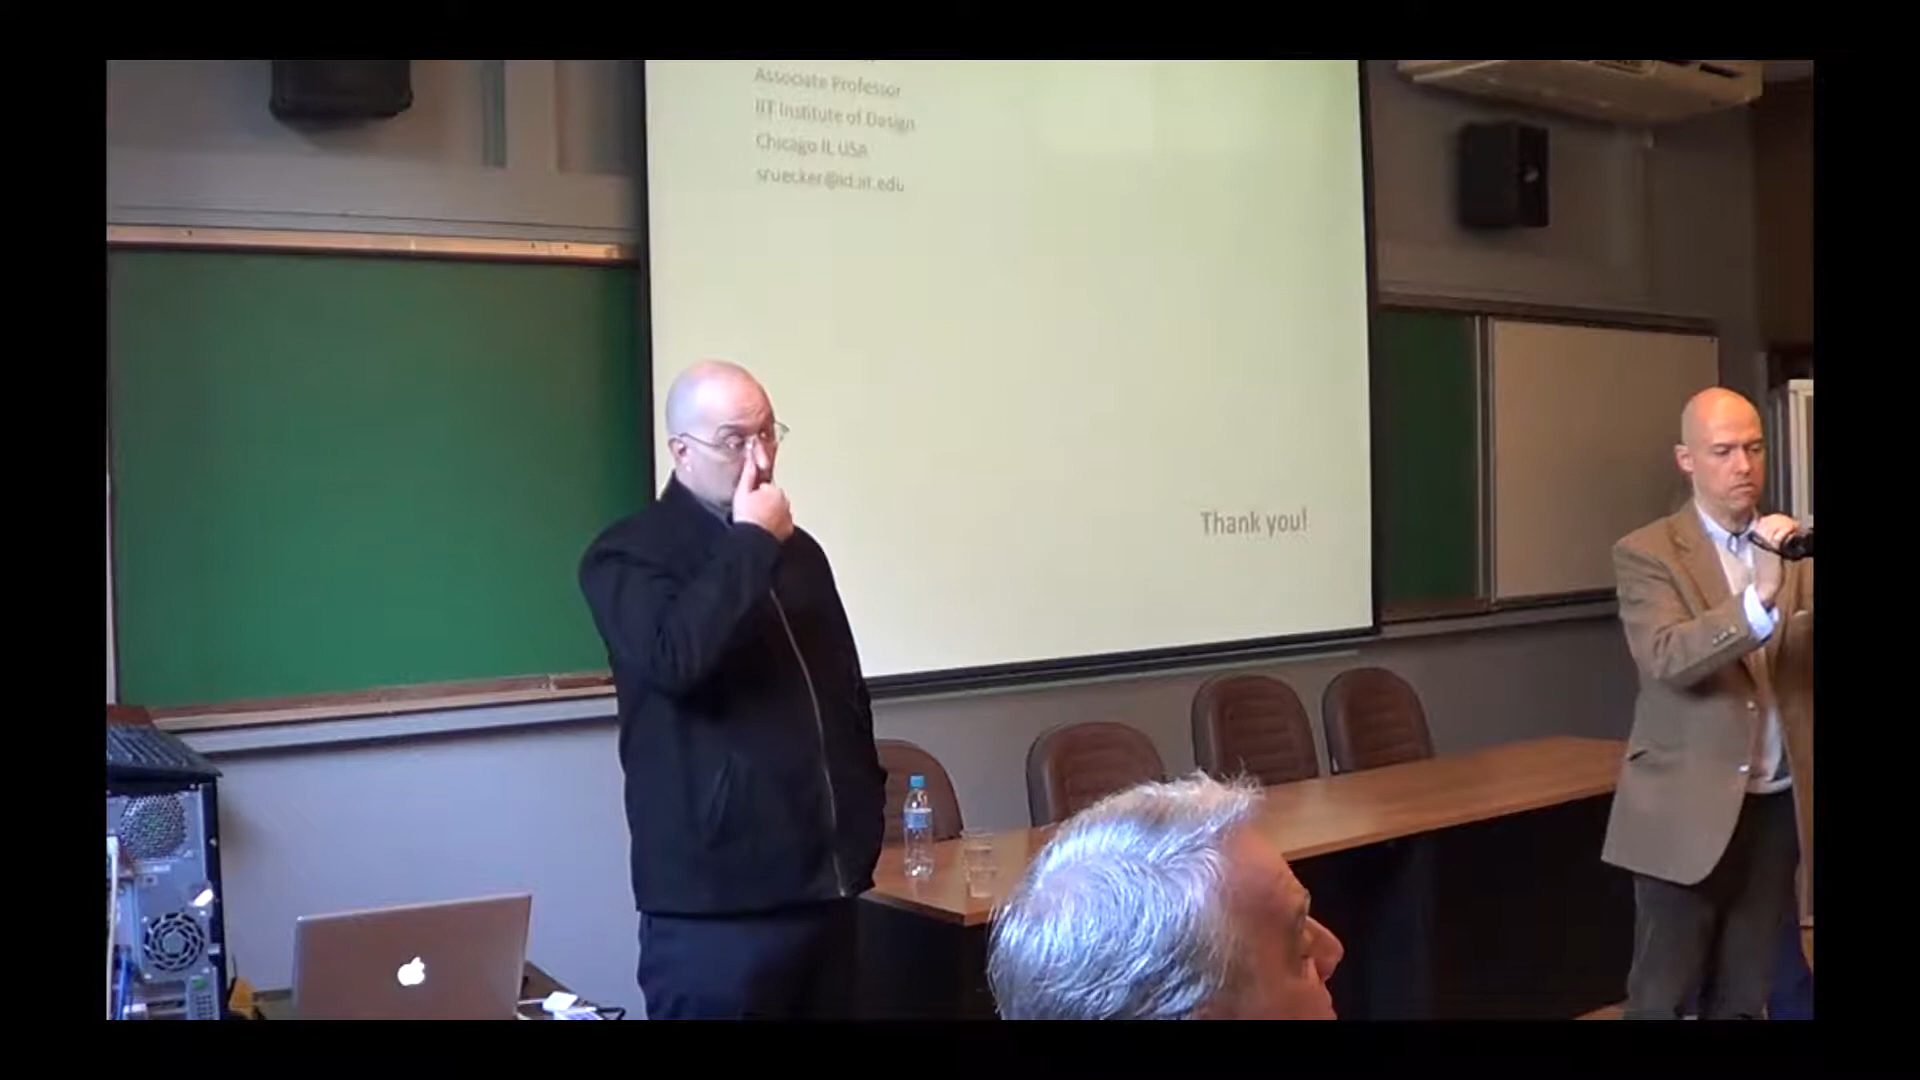 Associate Professor
IIT Institute of Design
Chicago IL USA
sruecker@id.iit.edu
Thank you!